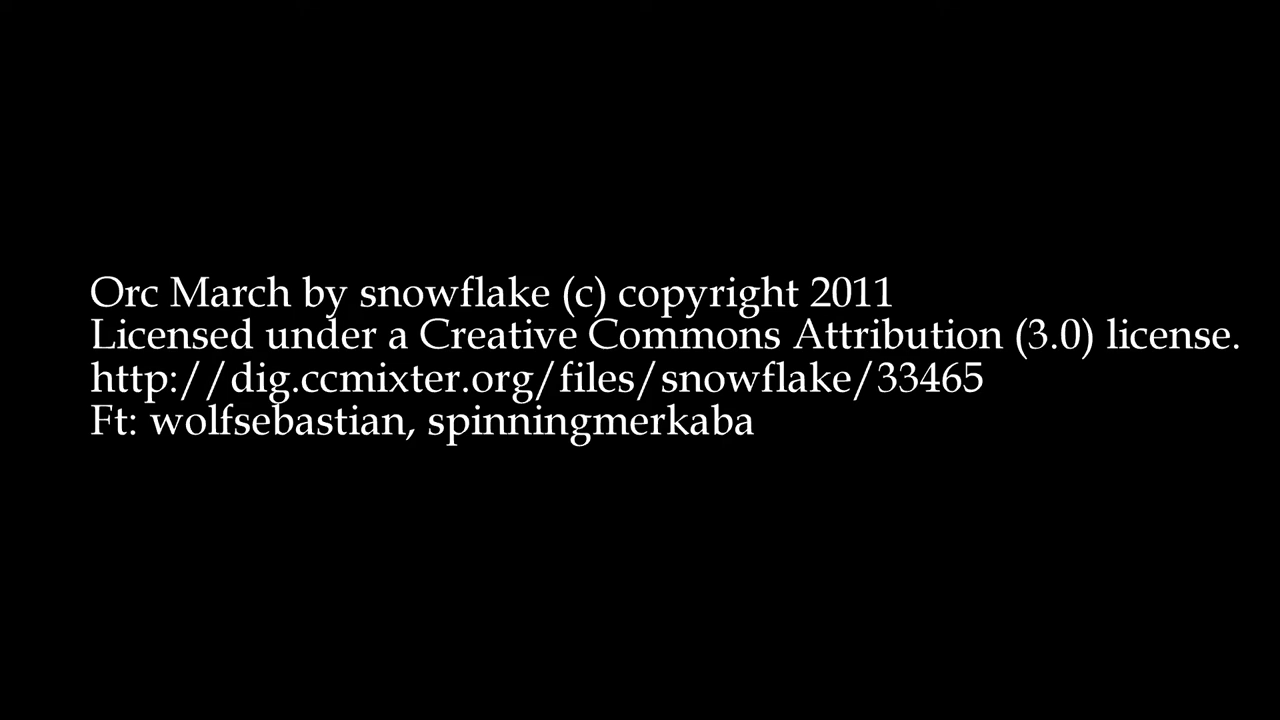 Orc March by snowflake (c) copyright 2011
Licensed under a Creative Commons Attribution (3.0) license.
http://dig.ccmixter.org/files/snowflake/33465
Ft: wolfsebastian, spinningmerkaba